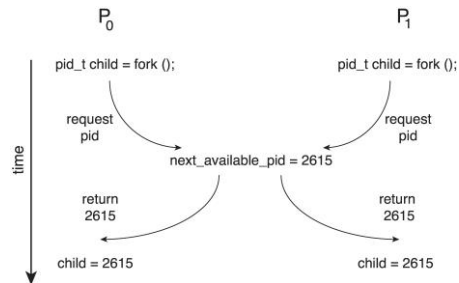 P0 P1
pid_t child = fork (); pid_t child = fork ();
request request
pid pid
next_available_pid = 2615
time
return return
2615 2615
child = 2615 child = 2615